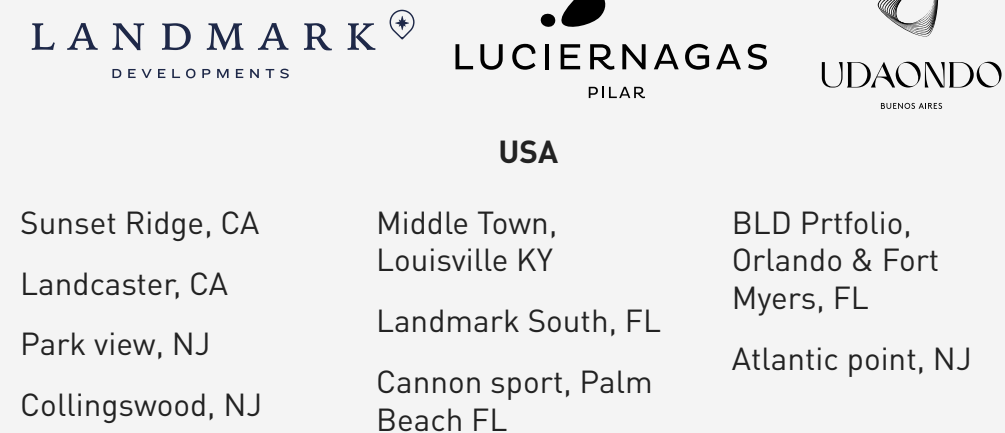 LANDMARK
DEVELOPMENTS
LUCIERNAGAS
PILAR
UDAONDO
BUENOS AIRES
USA
Sunset Ridge, CA
Landcaster, CA
Park view, NJ
Collingswood, NJ
Middle Town,
Louisville KY
Landmark South, FL
Cannon sport, Palm
Beach FL
BLD Prtfolio,
Orlando & Fort
Myers, FL
Atlantic point, NJ